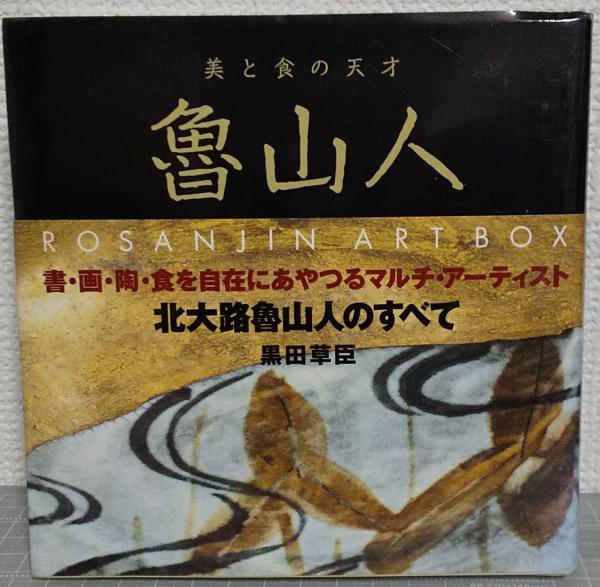 美と食の天才
魯山人
ROSANJIN ART BOX
書・画・陶・食を自在にあやつるマルチ・アーティスト
北大路魯山人のすべて
黒田草臣